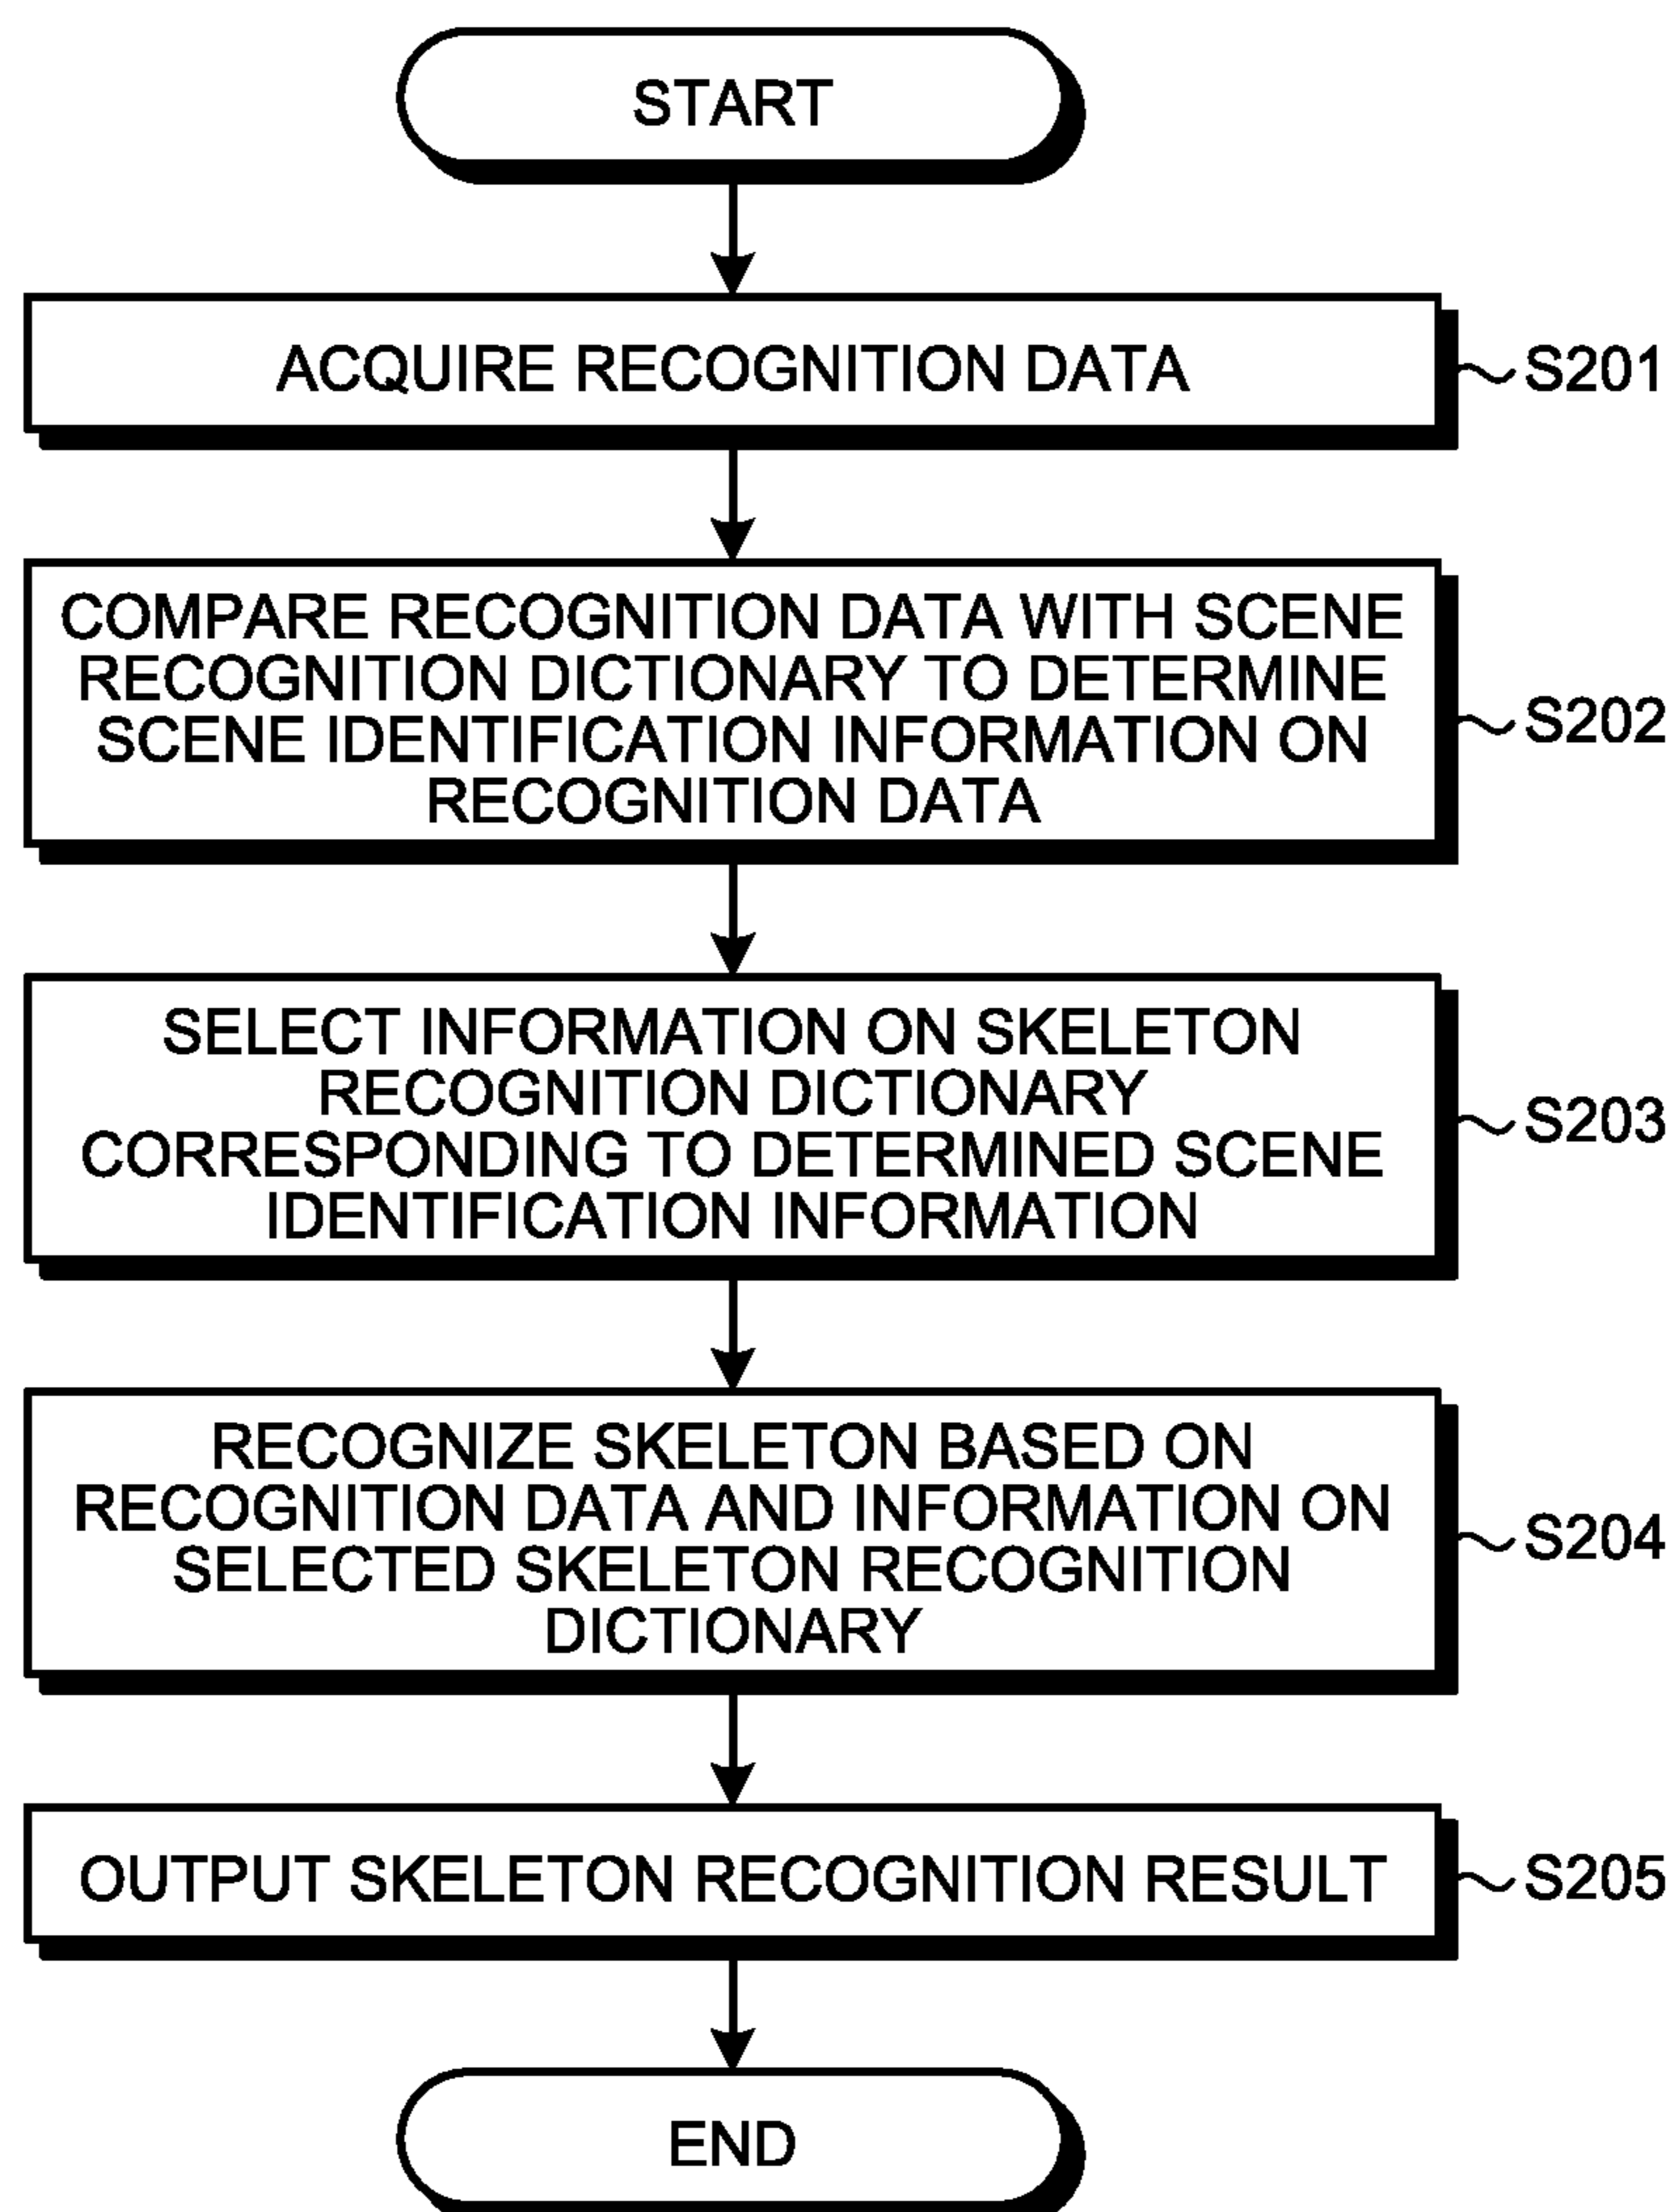 START
ACQUIRE RECOGNITION DATA
S201
COMPARE RECOGNITION DATA WITH SCENE
RECOGNITION DICTIONARY TO DETERMINE
SCENE IDENTIFICATION INFORMATION ON
RECOGNITION DATA
S202
SELECT INFORMATION ON SKELETON
RECOGNITION DICTIONARY
CORRESPONDING TO DETERMINED SCENE
IDENTIFICATION INFORMATION
S203
RECOGNIZE SKELETON BASED ON
RECOGNITION DATA AND INFORMATION ON
SELECTED SKELETON RECOGNITION
DICTIONARY
S204
OUTPUT SKELETON RECOGNITION RESULT
S205
END